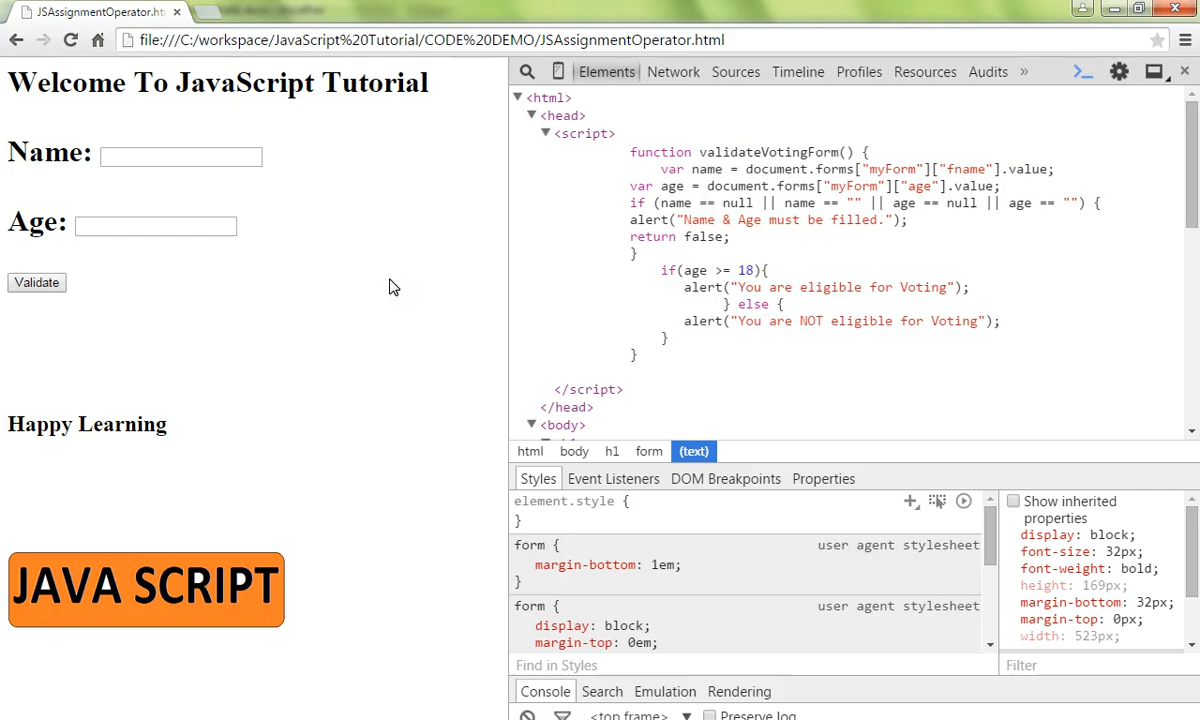 JSAssignmentOperator.ht
file:///C:/workspace/JavaScript%20Tutorial/CODE%20DEMO/JSAssignmentOperator.html
Welcome To JavaScript Tutorial
Name:
Age:
Validate
Happy Learning
JAVA SCRIPT
Elements Network Sources Timeline Profiles Resources Audits »
<html>
<head>
<script>
function validateVotingForm() {
var name = document.forms["myForm"]["fname"].value;
var age = document.forms["myForm"]["age"].value;
if (name == null || name == "" || age == null || age == "") {
alert("Name & Age must be filled.");
return false;
}
if(age >= 18){
alert("You are eligible for Voting");
} else {
alert("You are NOT eligible for Voting");
}
}
</script>
</head>
<body>
html body h1 form (text)
Styles Event Listeners DOM Breakpoints Properties
element.style {
}
form { user agent stylesheet
margin-bottom: 1em;
}
form { user agent stylesheet
display: block;
margin-top: 0em;
Find in Styles
Show inherited
properties
display: block;
font-size: 32px;
font-weight: bold;
height: 169px;
margin-bottom: 32px;
margin-top: 0px;
width: 523px;
Filter
Console Search Emulation Rendering
<top frame> Preserve log